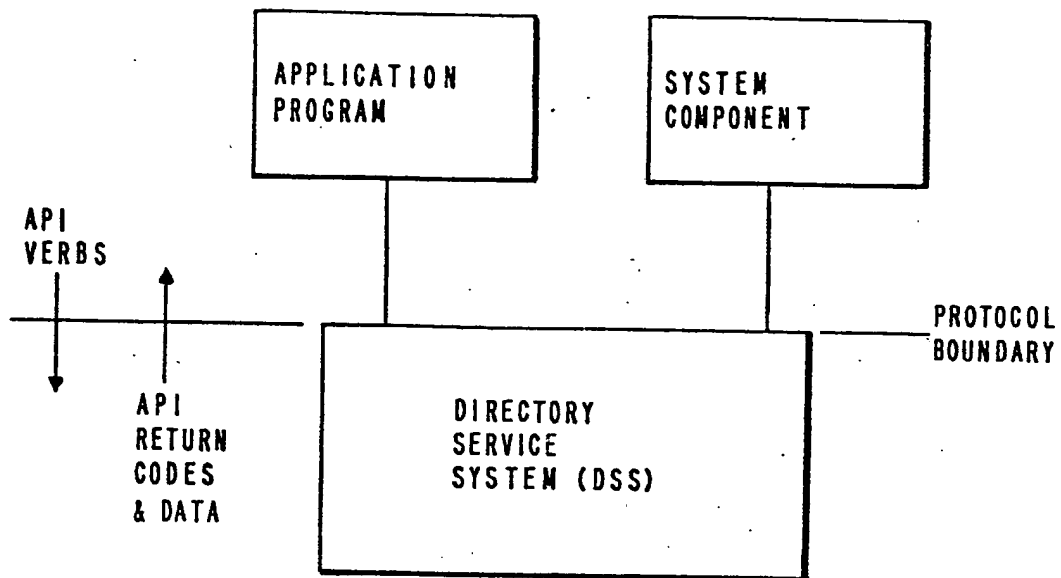 APPLICATION
PROGRAM
SYSTEM
COMPONENT
API
VERBS
PROTOCOL
BOUNDARY
API
RETURN
CODES
& DATA
DIRECTORY
SERVICE
SYSTEM (DSS)